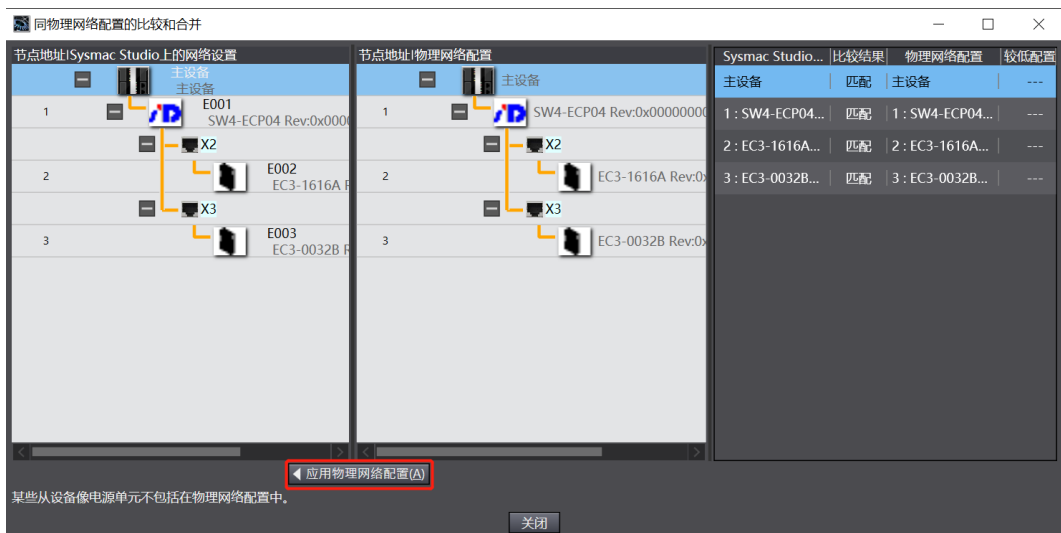 同物理网络配置的比较和合并
节点地址|Sysmac Studio上的网络设置
主设备
主设备
1 E001
SW4-ECP04 Rev:0x000
X2
2 E002
EC3-1616A R
X3
3 E003
EC3-0032B R
节点地址|物理网络配置
主设备
1 SW4-ECP04 Rev:0x00000000
X2
2 EC3-1616A Rev:0x
X3
3 EC3-0032B Rev:0x
Sysmac Studio... 比较结果 物理网络配置 较低配置
主设备 匹配 主设备 ---
1 : SW4-ECP04... 匹配 1 : SW4-ECP04... ---
2 : EC3-1616A... 匹配 2 : EC3-1616A... ---
3 : EC3-0032B... 匹配 3 : EC3-0032B... ---
应用物理网络配置(A)
某些从设备像电源单元不包括在物理网络配置中。
关闭